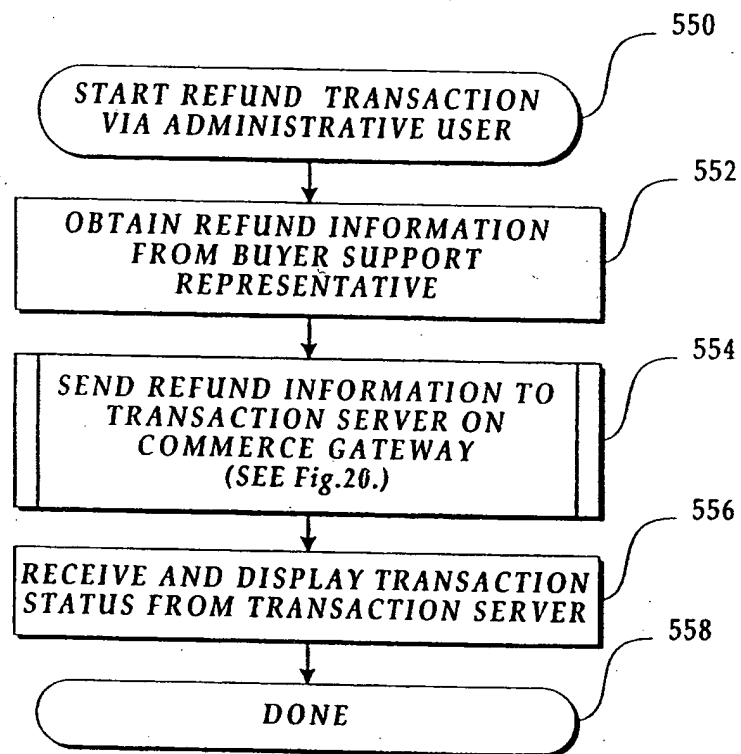 550
START REFUND TRANSACTION
VIA ADMINISTRATIVE USER
552
OBTAIN REFUND INFORMATION
FROM BUYER SUPPORT
REPRESENTATIVE
554
SEND REFUND INFORMATION TO
TRANSACTION SERVER ON
COMMERCE GATEWAY
(SEE Fig.20.)
556
RECEIVE AND DISPLAY TRANSACTION
STATUS FROM TRANSACTION SERVER
558
DONE